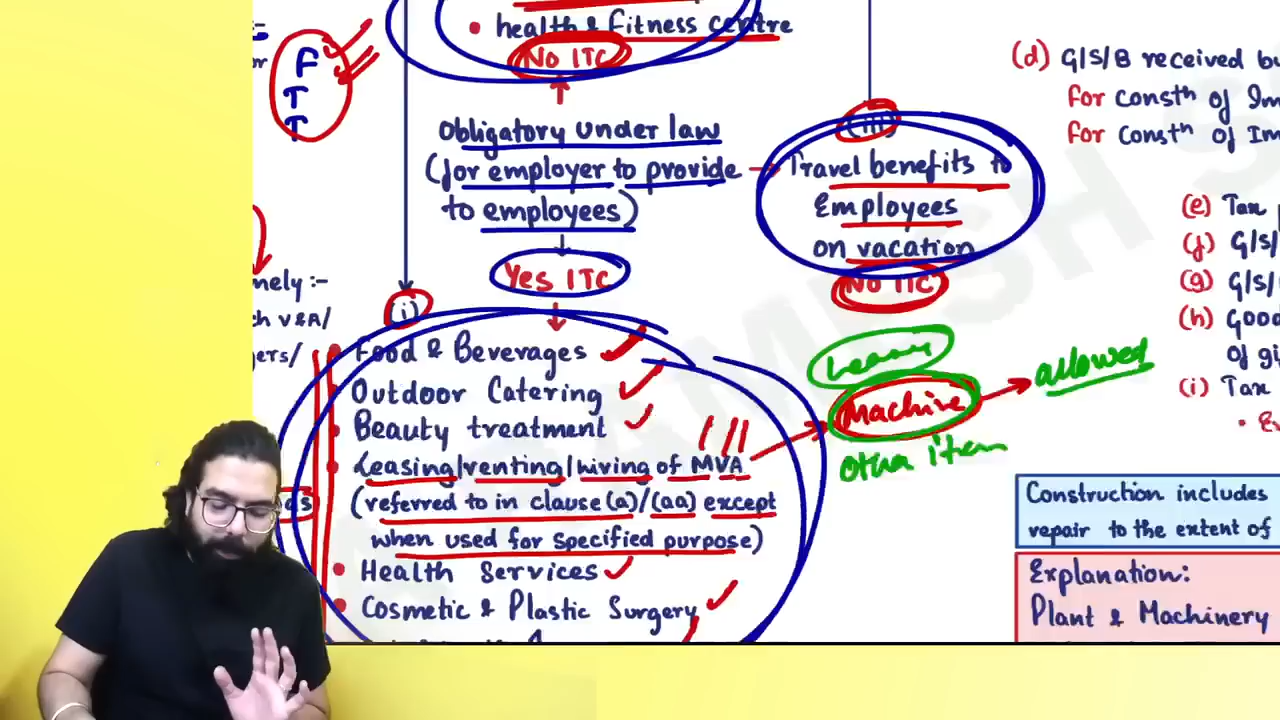 • health & fitness centre
No ITC
F
T
T
Obligatory under law
(for employer to provide
to employees)
Yes ITC
(iii)
Travel benefits to
Employees
on vacation
No ITC
(i)
• Food & Beverages
• Outdoor Catering
• Beauty treatment
• Leasing/renting/hiring of MVA
(referred to in clause (a)/(aa) except
when used for specified purpose)
• Health Services
• Cosmetic & Plastic Surgery
Machine
allowed
other item
mely :-
V&A/
gers/
as
(d) G/S/B received
for Consth of Im
for Consth of Im
(e) Tax
(f) G/S/
(g) G/S/
(h) Good
of gi
(i) Tax
Construction includes
repair to the extent of
Explanation:
Plant & Machinery